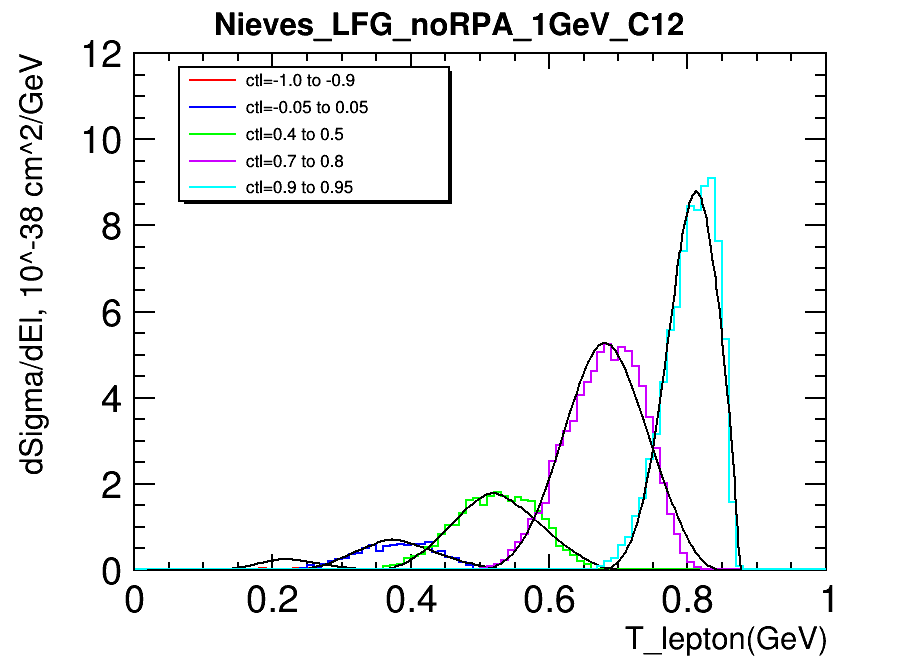 Nieves_LFG_noRPA_1GeV_C12
dSigma/dEl, 10^-38 cm^2/GeV
12
10
8
6
4
2
0
ctl=-1.0 to -0.9
ctl=-0.05 to 0.05
ctl=0.4 to 0.5
ctl=0.7 to 0.8
ctl=0.9 to 0.95
0 0.2 0.4 0.6 0.8 1
T_lepton(GeV)